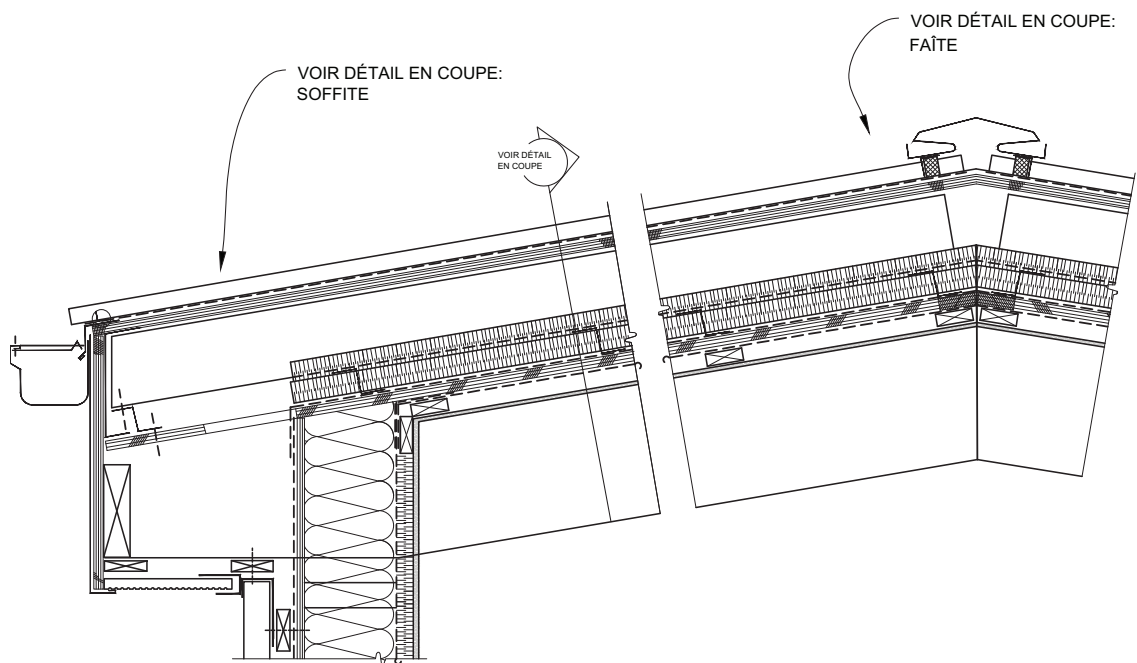 VOIR DÉTAIL EN COUPE:
FAÎTE
VOIR DÉTAIL EN COUPE:
SOFFITE
VOIR DÉTAIL
EN COUPE